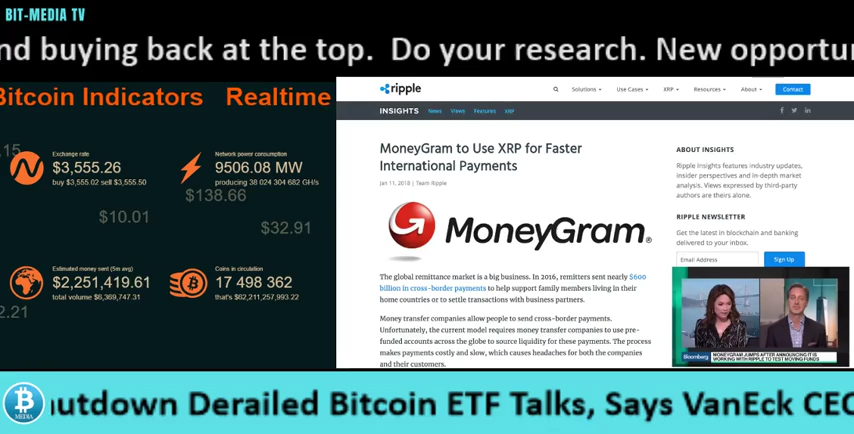 BIT-MEDIA TV
nd buying back at the top. Do your research. New opportu
Bitcoin Indicators Realtime
.15
Exchange rate
$3,555.26
buy $3,555.02 sell $3,555.50
Network power consumption
9506.08 MW
producing 38 024 304 682 GH/s
$138.66
$10.01
$32.91
Estimated money sent (5m avg)
$2,251,419.61
total volume $6,369,747.31
Coins in circulation
17 498 362
that's $62,211,257,993.22
2.21
ripple
Solutions
Use Cases
XRP
Resources
About
Contact
INSIGHTS
News
Views
Features
XRP
MoneyGram to Use XRP for Faster
International Payments
Jan 11, 2018 | Team Ripple
MoneyGram
The global remittance market is a big business. In 2016, remitters sent nearly $600
billion in cross-border payments to help support family members living in their
home countries or to settle transactions with business partners.
Money transfer companies allow people to send cross-border payments.
Unfortunately, the current model requires money transfer companies to use pre-
funded accounts across the globe to source liquidity for these payments. The process
makes payments costly and slow, which causes headaches for both the companies
and their customers.
ABOUT INSIGHTS
Ripple Insights features industry updates,
insider perspectives and in-depth market
analysis. Views expressed by third-party
authors are theirs alone.
RIPPLE NEWSLETTER
Get the latest in blockchain and banking
delivered to your inbox.
Email Address
Sign Up
Bloomberg
MONEYGRAM JUMPS AFTER ANNOUNCING IT IS
WORKING WITH RIPPLE TO TEST MOVING FUNDS
B
MEDIA
utdown Derailed Bitcoin ETF Talks, Says VanEck CEO